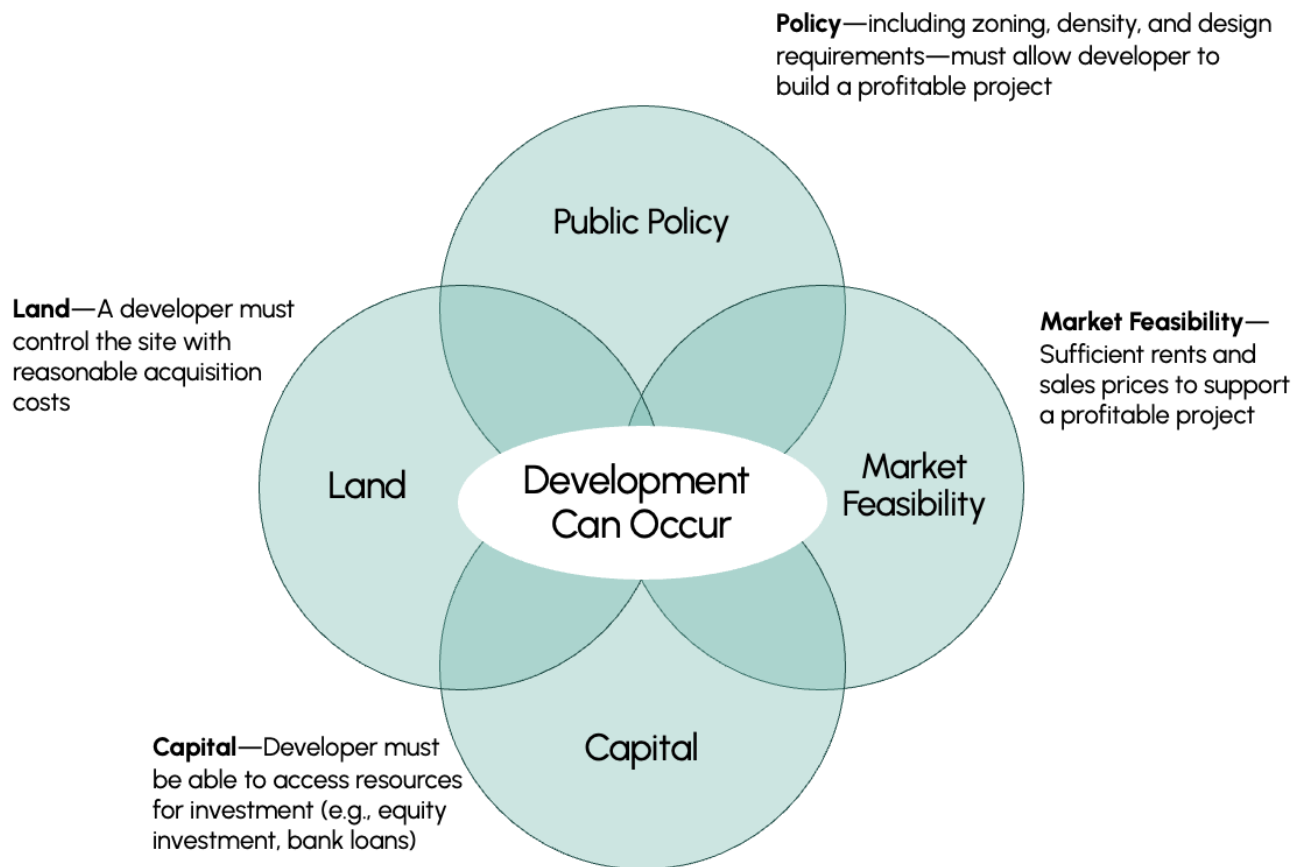 Policy—including zoning, density, and design
requirements—must allow developer to
build a profitable project
Public Policy
Land—A developer must
control the site with
reasonable acquisition
costs
Market Feasibility—
Sufficient rents and
sales prices to support
a profitable project
Land
Development
Can Occur
Market
Feasibility
Capital
Capital—Developer must
be able to access resources
for investment (e.g., equity
investment, bank loans)